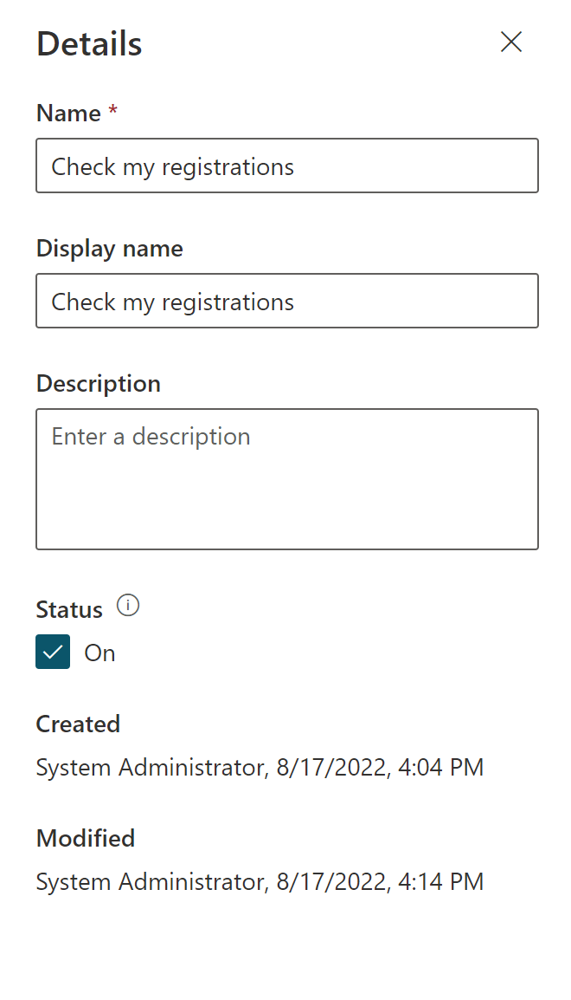 Details
Name *
Check my registrations
Display name
Check my registrations
Description
Enter a description
Status
On
Created
System Administrator, 8/17/2022, 4:04 PM
Modified
System Administrator, 8/17/2022, 4:14 PM